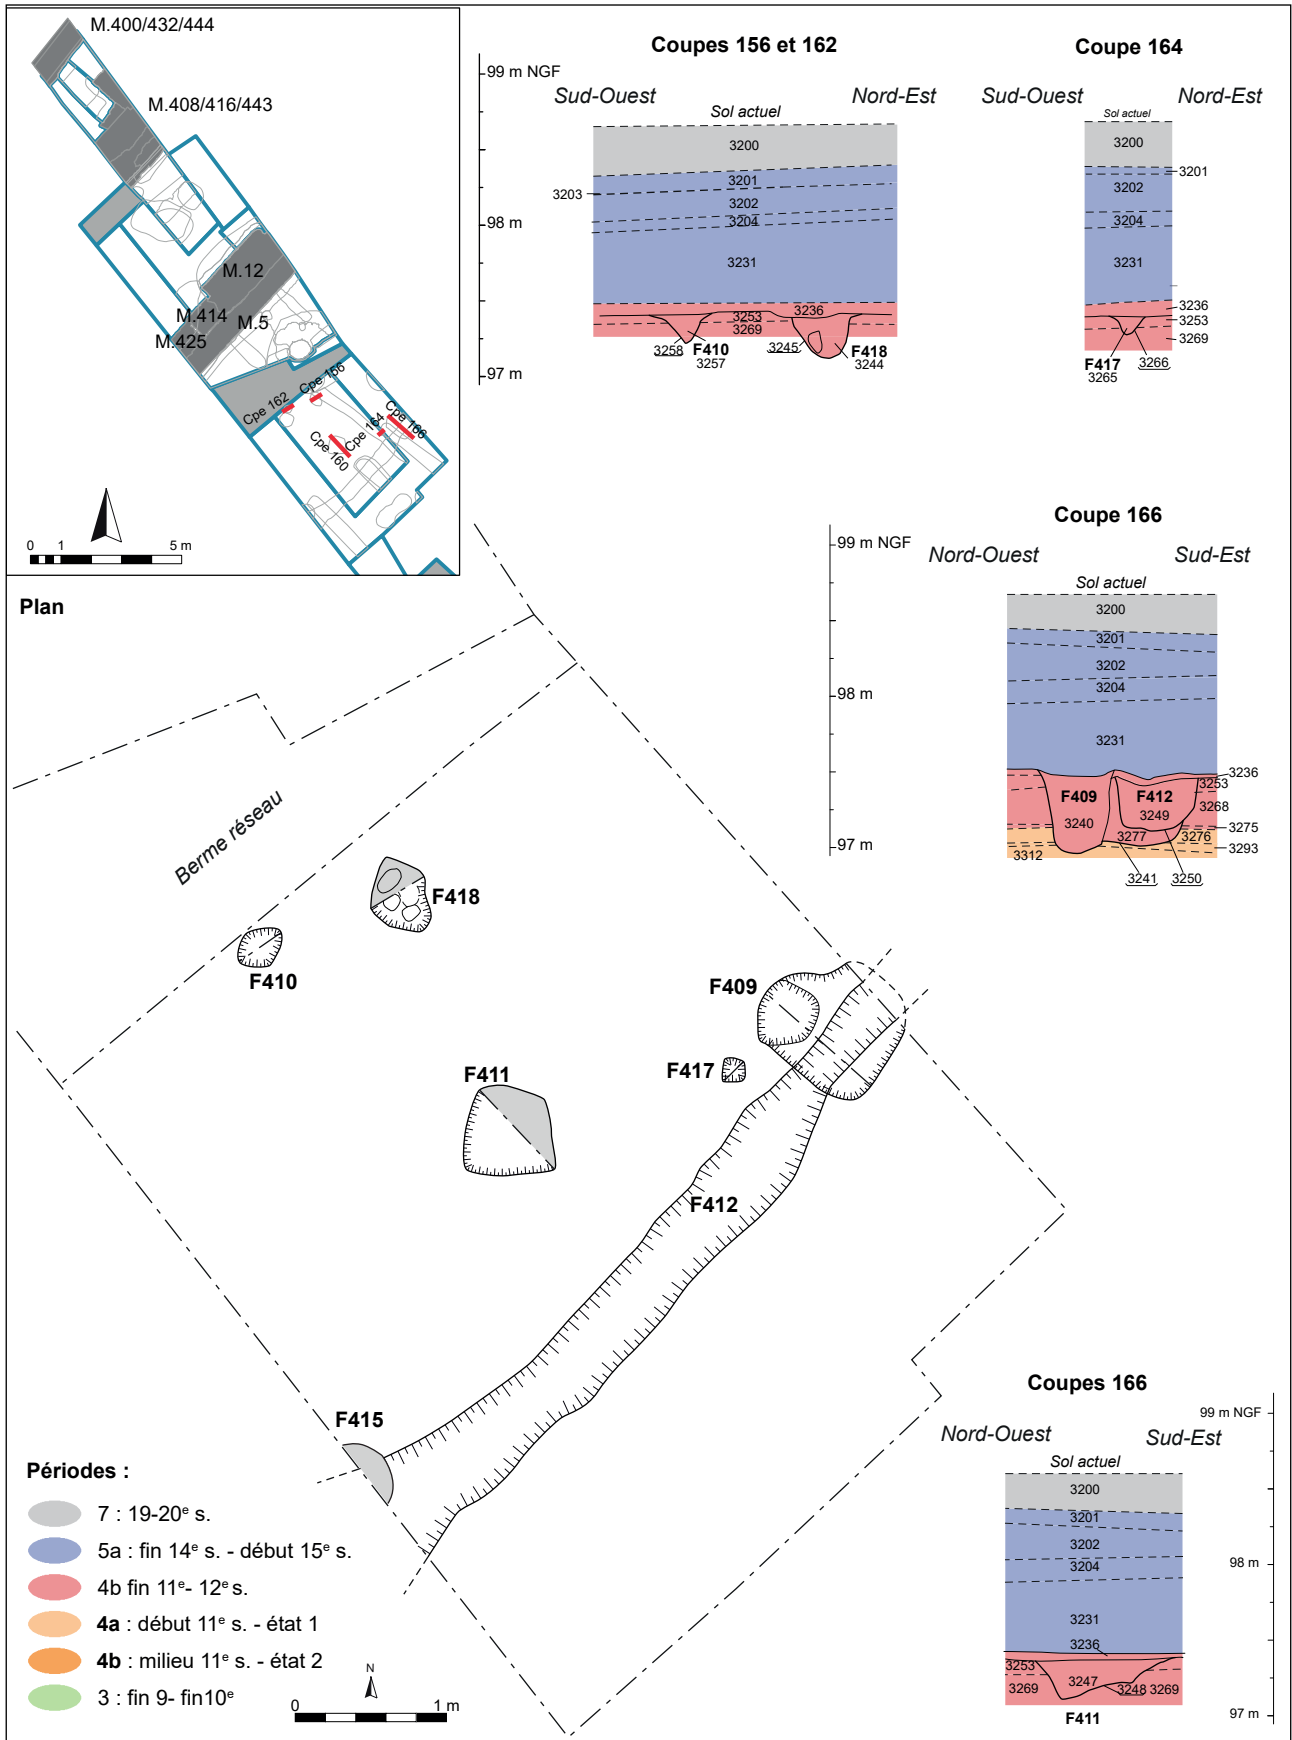 M.400/432/444
M.408/416/443
M.12
M.414
M.5
M.425
Cpe 162
Cpe 156
Cpe 164
Cpe 166
Cpe 160
0 1 5 m
Coupes 156 et 162
99 m NGF
Sud-Ouest Nord-Est
Sol actuel
3200
3201
3203
3202
98 m
3204
3231
3236
3253
3269
3258 F410 3245 F418
3257 3244
97 m
Coupe 164
Sud-Ouest Nord-Est
Sol actuel
3200
3201
3202
3204
3231
3236
3253
3269
F417 3266
3265
Coupe 166
99 m NGF
Nord-Ouest Sud-Est
Sol actuel
3200
3201
3202
98 m
3204
3231
3236
3253
F409 F412 3268
3249
3240 3275
3277 3276
97 m
3293
3312
3241 3250
Plan
Berme réseau
F418
F410
F409
F417
F411
F412
F415
Coupes 166
99 m NGF
Nord-Ouest Sud-Est
Sol actuel
3200
3201
3202
98 m
3204
3231
3236
3253
3247
3269 3248 3269
97 m
F411
Périodes :
7 : 19-20e s.
5a : fin 14e s. - début 15e s.
4b fin 11e- 12e s.
4a : début 11e s. - état 1
4b : milieu 11e s. - état 2
3 : fin 9- fin10e
N
0 1 m